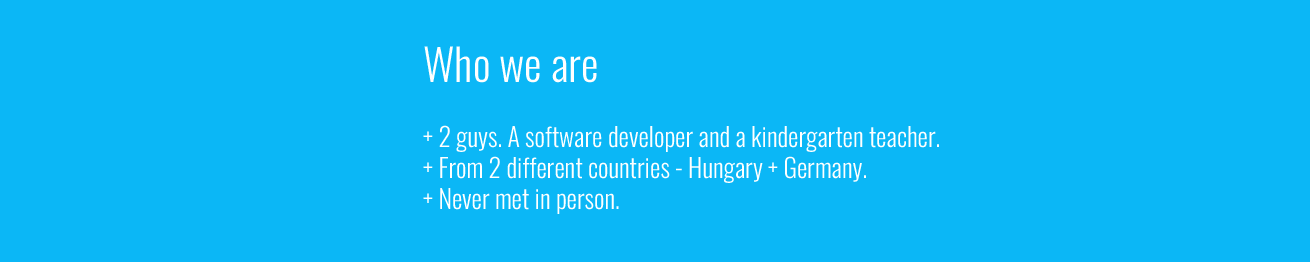 Who we are
+ 2 guys. A software developer and a kindergarten teacher.
+ From 2 different countries - Hungary + Germany.
+ Never met in person.